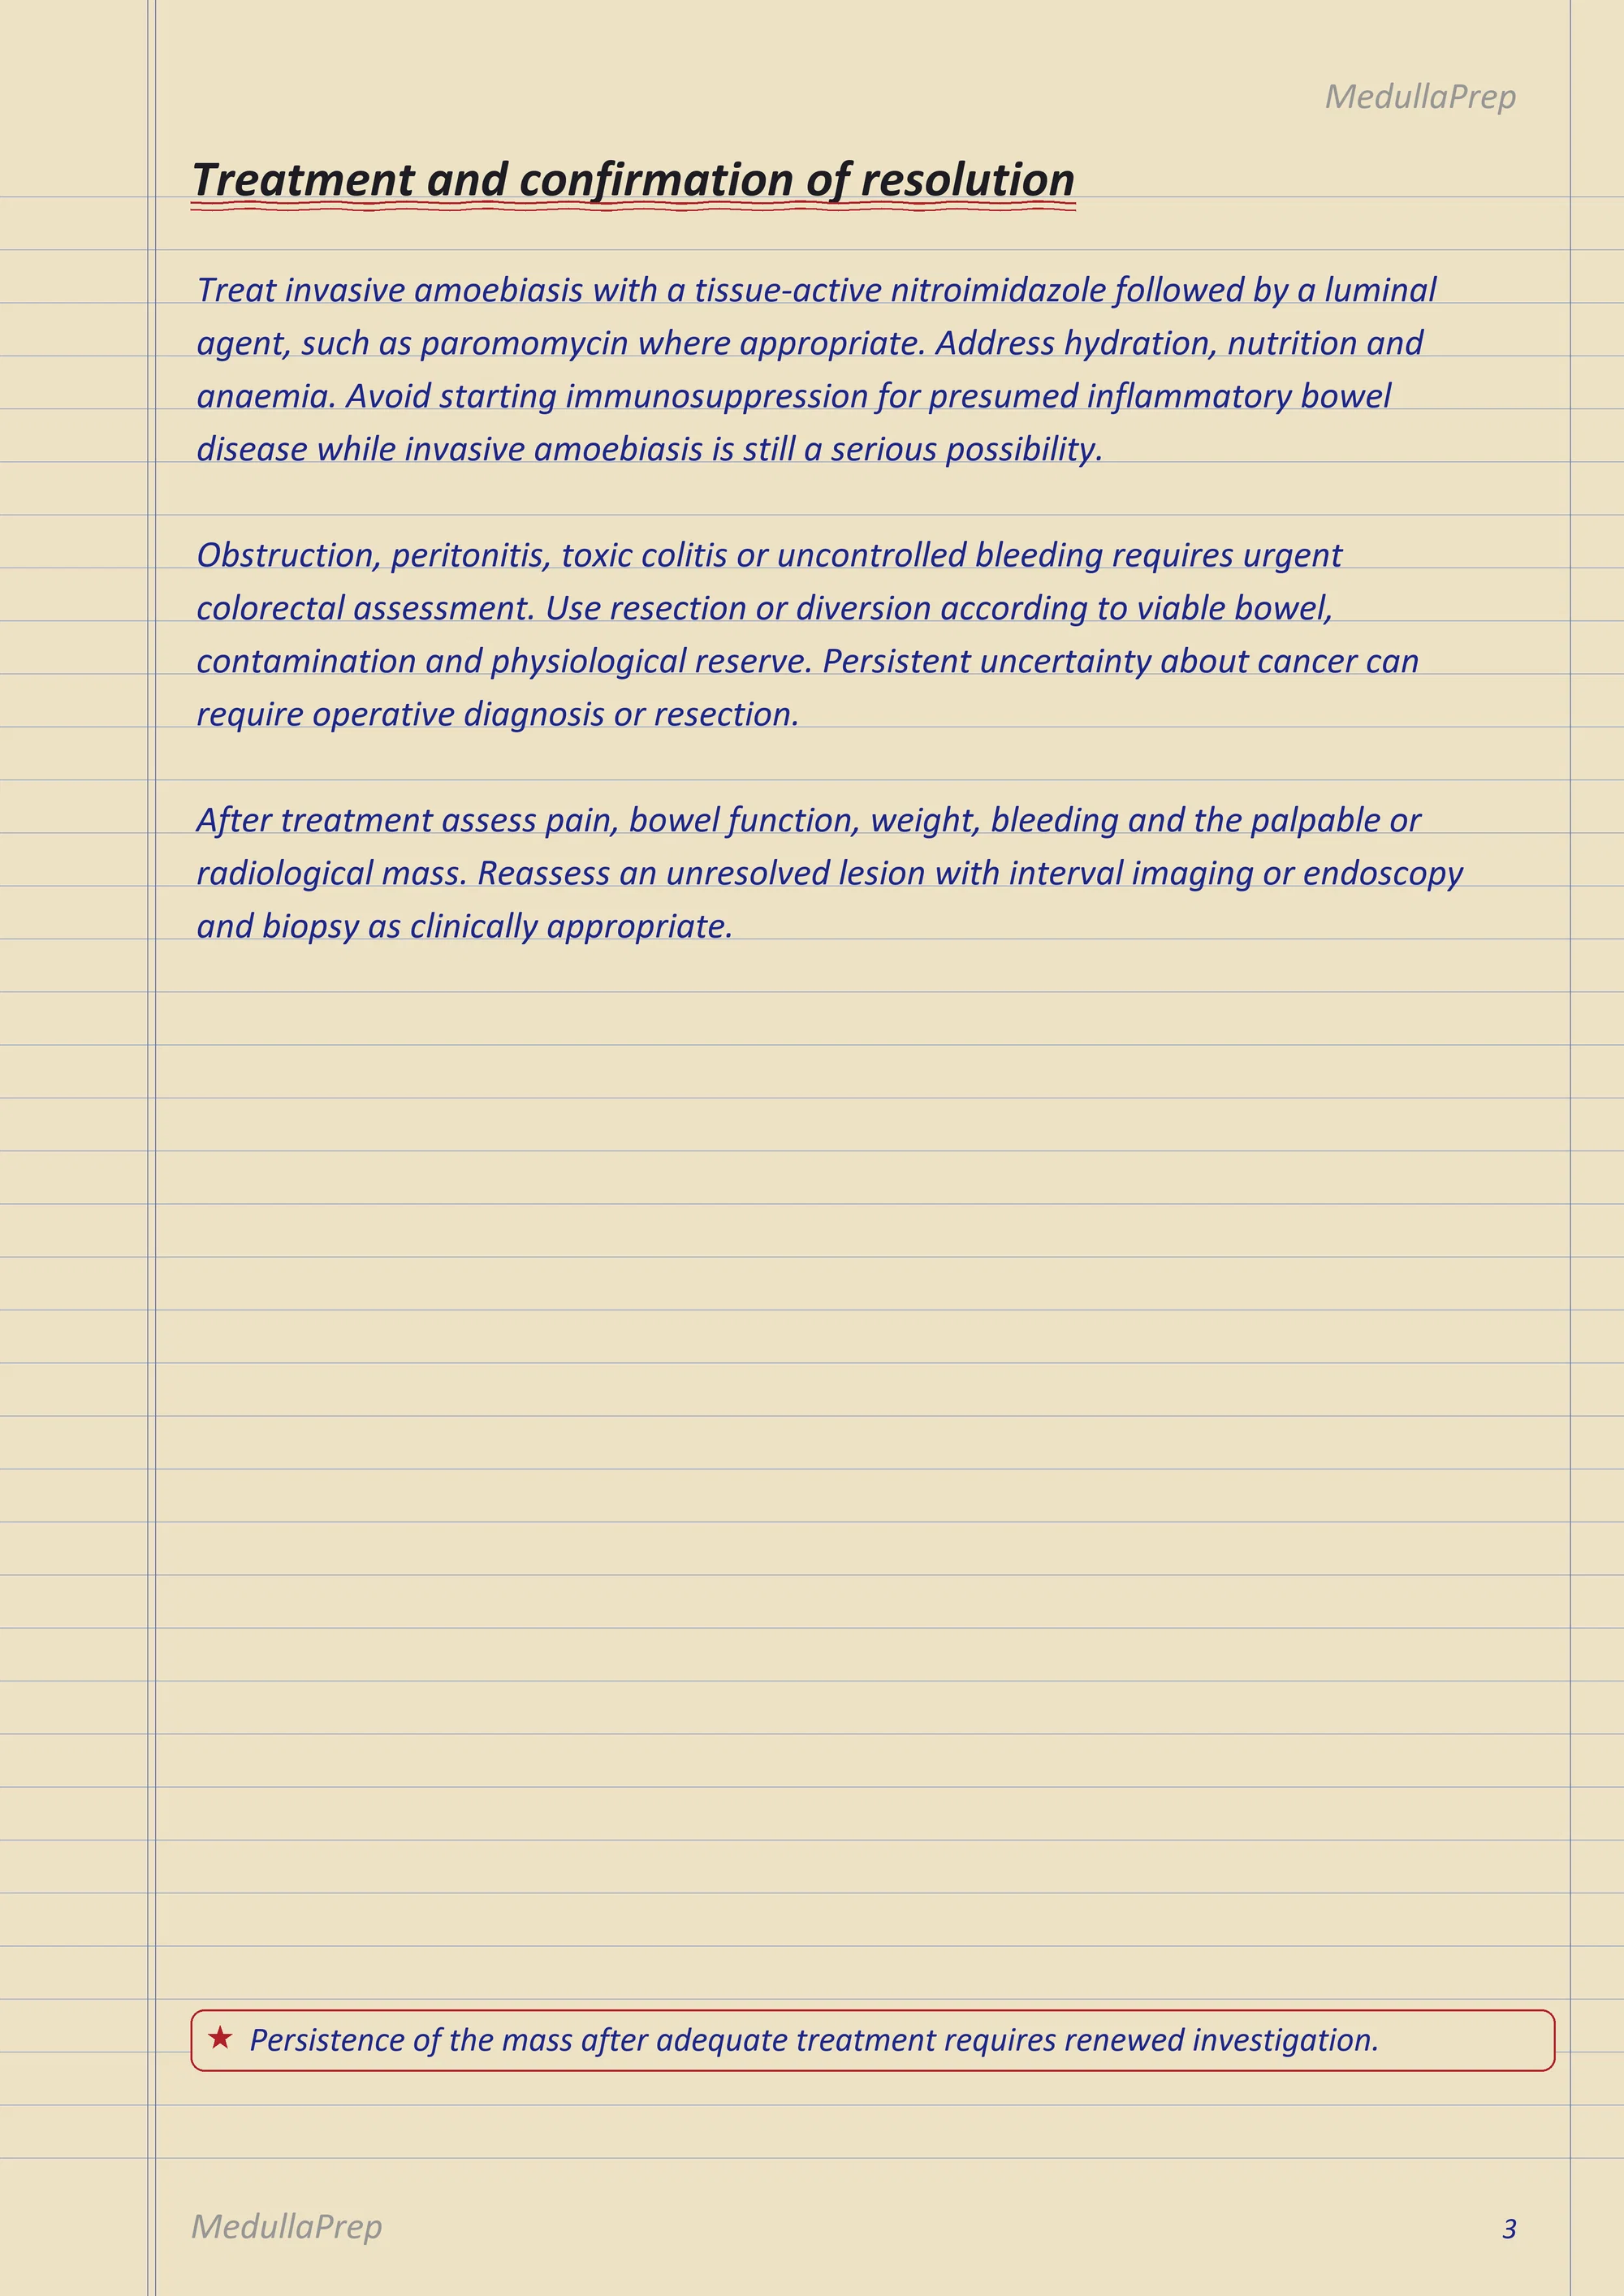 MedullaPrep
Treatment and confirmation of resolution
Treat invasive amoebiasis with a tissue-active nitroimidazole followed by a luminal
agent, such as paromomycin where appropriate. Address hydration, nutrition and
anaemia. Avoid starting immunosuppression for presumed inflammatory bowel
disease while invasive amoebiasis is still a serious possibility.
Obstruction, peritonitis, toxic colitis or uncontrolled bleeding requires urgent
colorectal assessment. Use resection or diversion according to viable bowel,
contamination and physiological reserve. Persistent uncertainty about cancer can
require operative diagnosis or resection.
After treatment assess pain, bowel function, weight, bleeding and the palpable or
radiological mass. Reassess an unresolved lesion with interval imaging or endoscopy
and biopsy as clinically appropriate.
★ Persistence of the mass after adequate treatment requires renewed investigation.
MedullaPrep
3